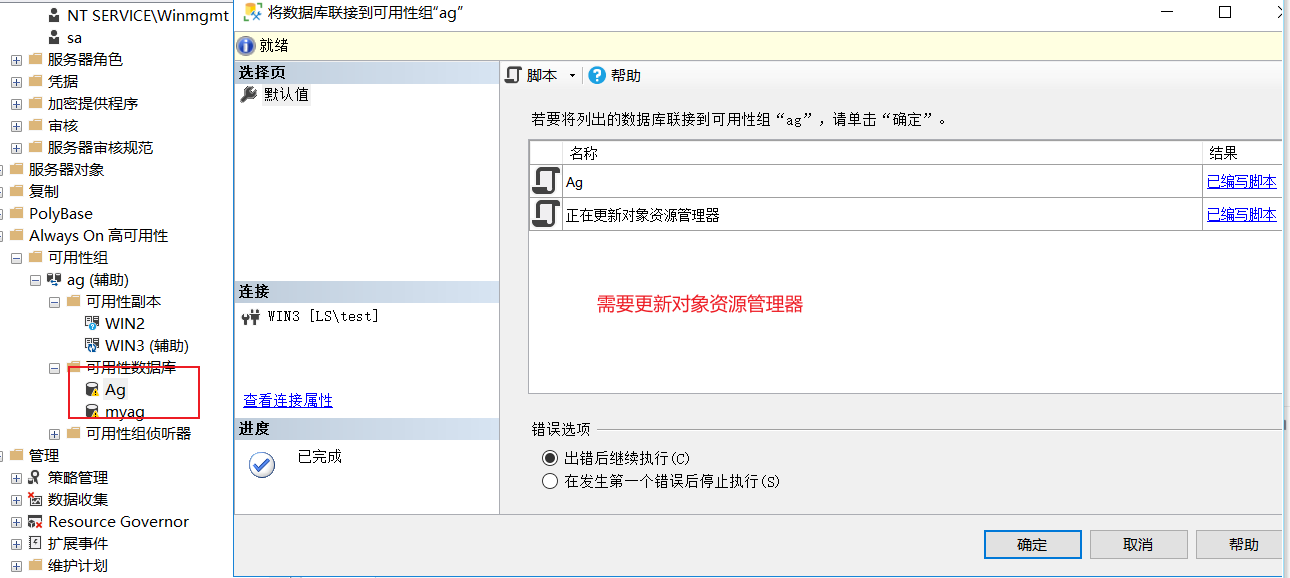 NT SERVICE\Winmgmt
sa
服务器角色
凭据
加密提供程序
审核
服务器审核规范
服务器对象
复制
PolyBase
Always On 高可用性
可用性组
ag (辅助)
可用性副本
WIN2
WIN3 (辅助)
可用性数据库
Ag
myag
可用性组侦听器
管理
策略管理
数据收集
Resource Governor
扩展事件
维护计划
将数据库联接到可用性组“ag”
就绪
选择页
默认值
连接
WIN3 [LS\test]
查看连接属性
进度
已完成
脚本
帮助
若要将列出的数据库联接到可用性组“ag”，请单击“确定”。
名称 结果
Ag 已编写脚本
正在更新对象资源管理器 已编写脚本
需要更新对象资源管理器
错误选项
出错后继续执行(C)
在发生第一个错误后停止执行(S)
确定 取消 帮助